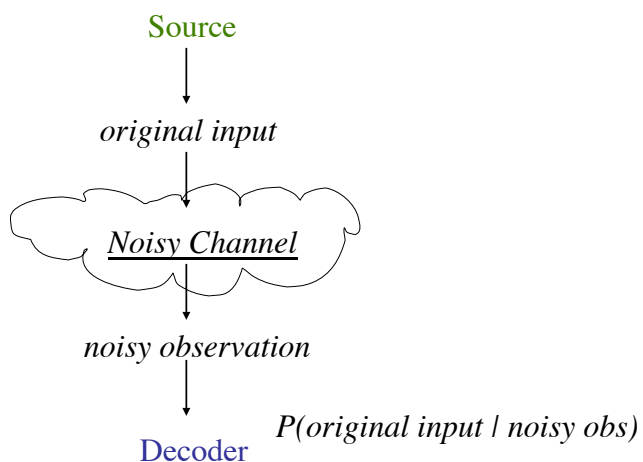 Source
original input
Noisy Channel
noisy observation
P(original input | noisy obs)
Decoder